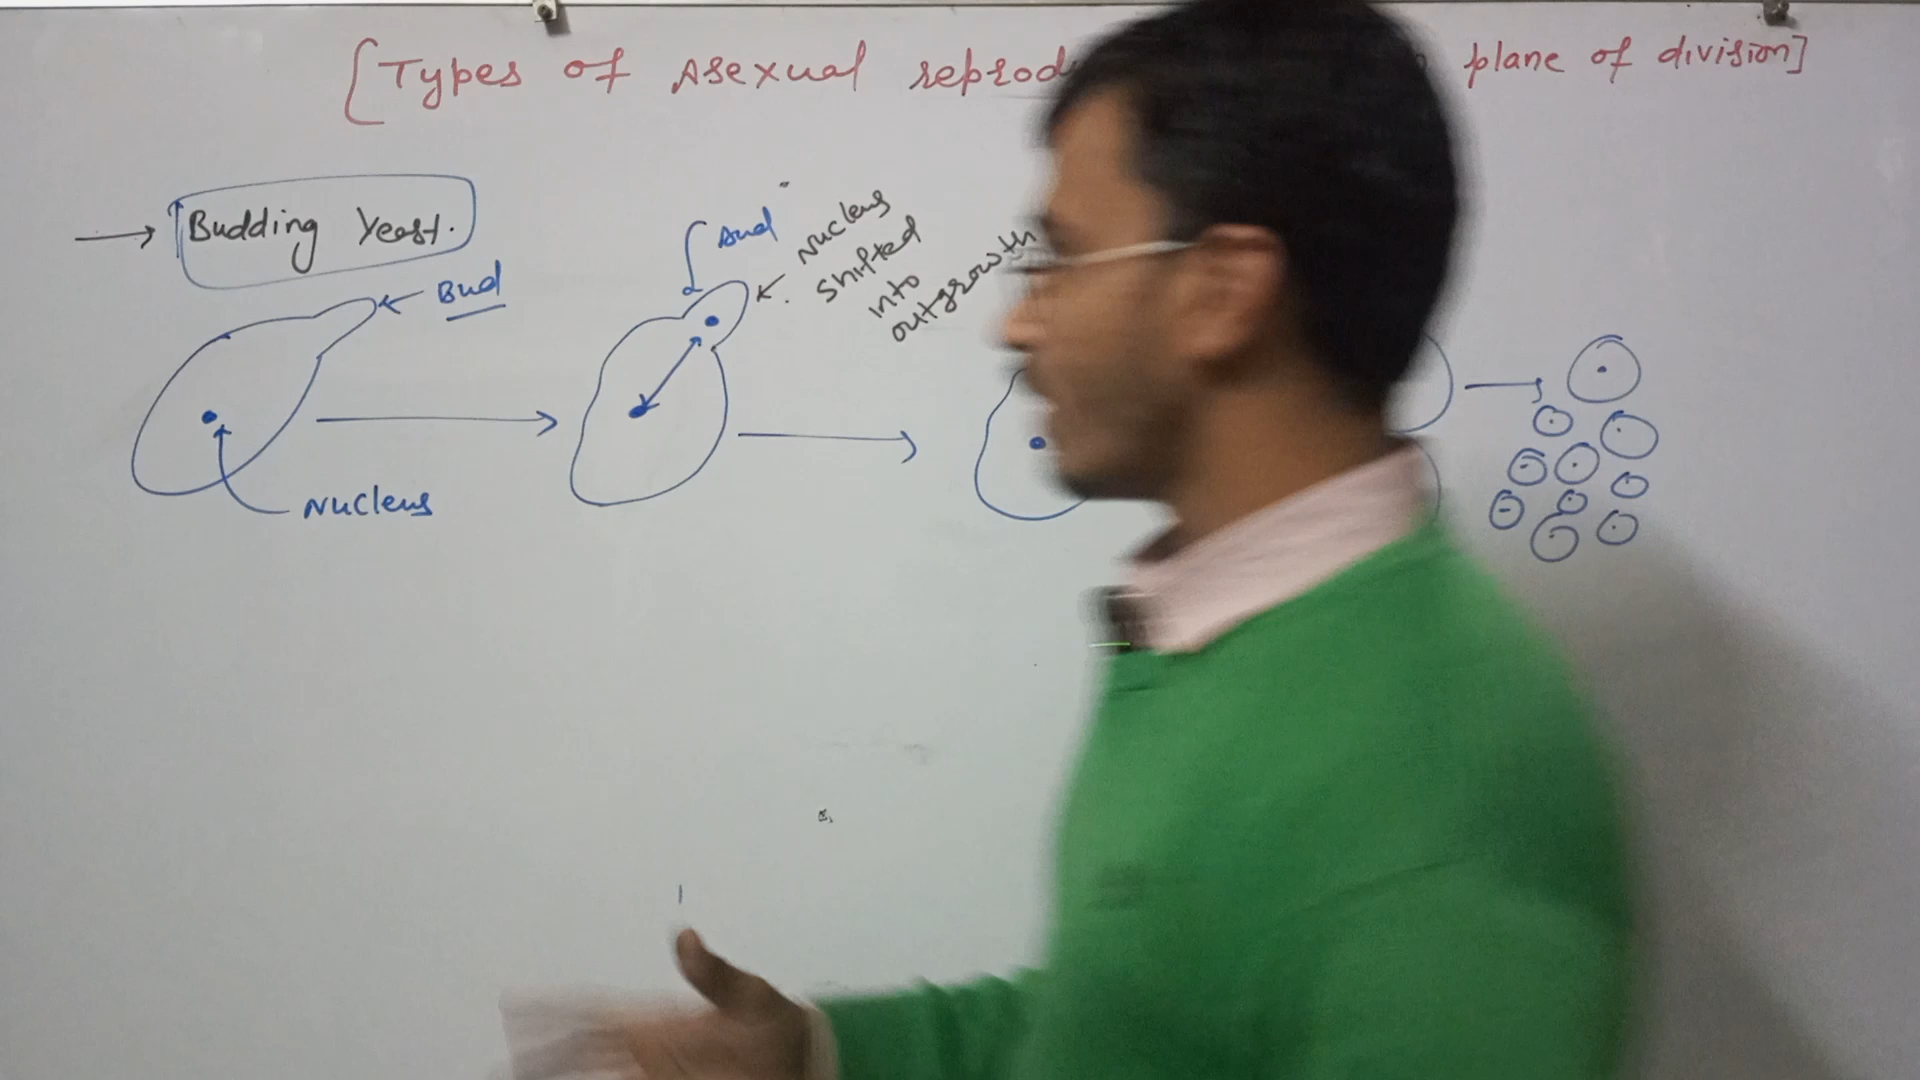 [Types of Asexual reprod plane of division]
→ Budding Yeast.
Bud
Nucleus
Bud
Nucleus
shifted
into
outgrowth